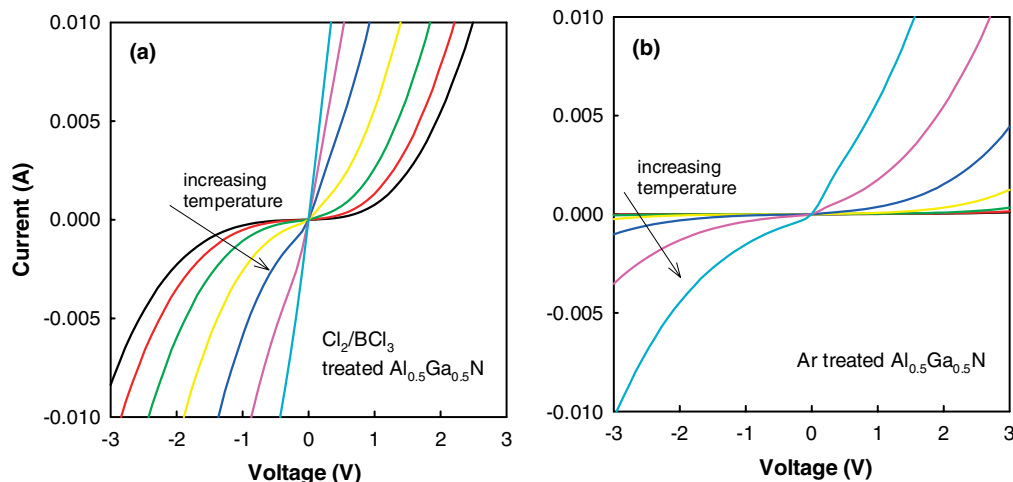 (a)
0.010
0.005
0.000
-0.005
-0.010
Current (A)
increasing
temperature
Cl₂/BCl₃
treated Al₀.₅Ga₀.₅N
-3 -2 -1 0 1 2 3
Voltage (V)
(b)
0.010
0.005
0.000
-0.005
-0.010
increasing
temperature
Ar treated Al₀.₅Ga₀.₅N
-3 -2 -1 0 1 2 3
Voltage (V)